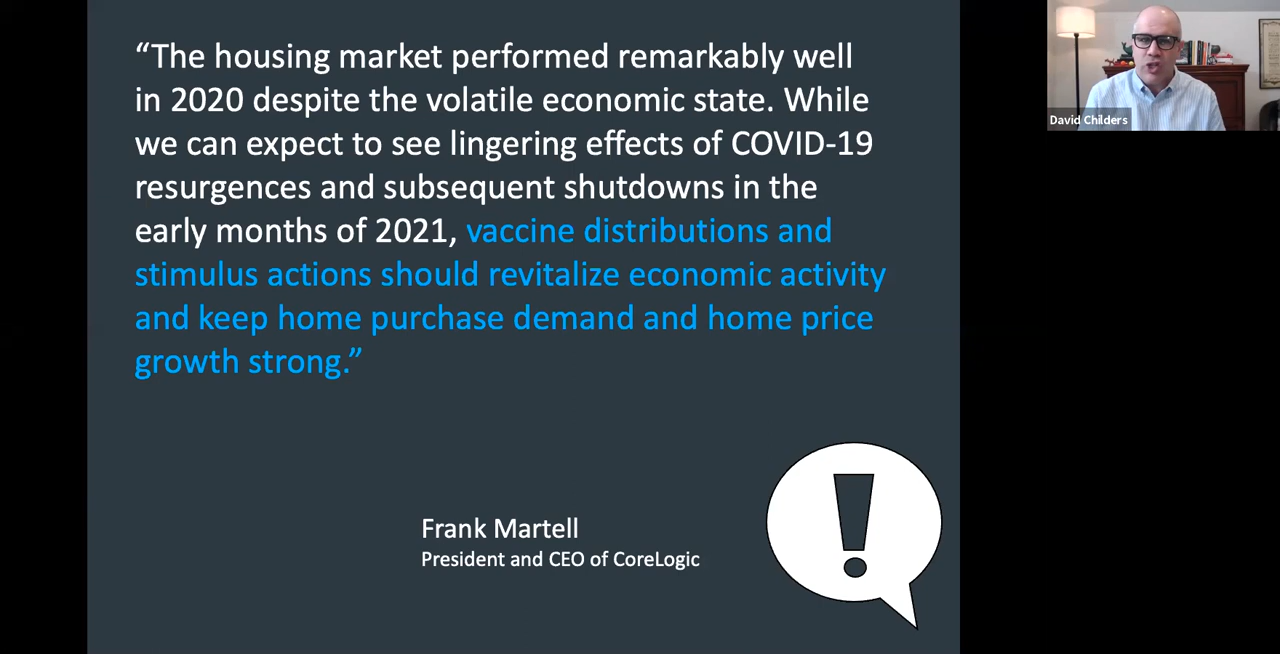 “The housing market performed remarkably well
in 2020 despite the volatile economic state. While
we can expect to see lingering effects of COVID-19
resurgences and subsequent shutdowns in the
early months of 2021, vaccine distributions and
stimulus actions should revitalize economic activity
and keep home purchase demand and home price
growth strong.”
Frank Martell
President and CEO of CoreLogic
!
David Childers